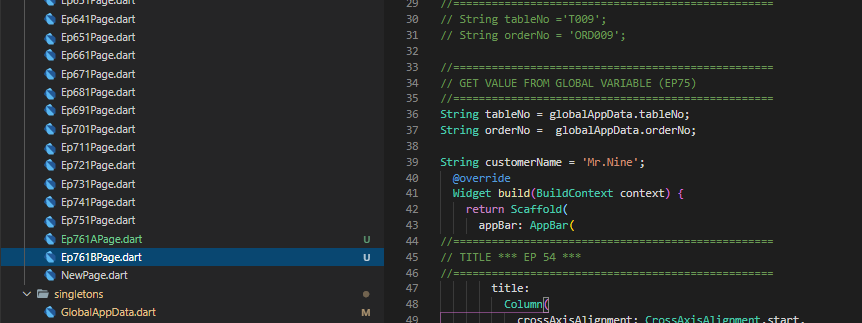 Ep631Page.dart
Ep641Page.dart
Ep651Page.dart
Ep661Page.dart
Ep671Page.dart
Ep681Page.dart
Ep691Page.dart
Ep701Page.dart
Ep711Page.dart
Ep721Page.dart
Ep731Page.dart
Ep741Page.dart
Ep751Page.dart
Ep761APage.dart U
Ep761BPage.dart U
NewPage.dart
singletons
GlobalAppData.dart M
29 //==================================================
30 // String tableNo ='T009';
31 // String orderNo = 'ORD009';
32
33 //==================================================
34 // GET VALUE FROM GLOBAL VARIABLE (EP75)
35 //==================================================
36 String tableNo = globalAppData.tableNo;
37 String orderNo =  globalAppData.orderNo;
38
39 String customerName = 'Mr.Nine';
40 @override
41 Widget build(BuildContext context) {
42 return Scaffold(
43 appBar: AppBar(
44 //==================================================
45 // TITLE *** EP 54 ***
46 //==================================================
47 title:
48 Column(
49 crossAxisAlignment: CrossAxisAlignment.start,